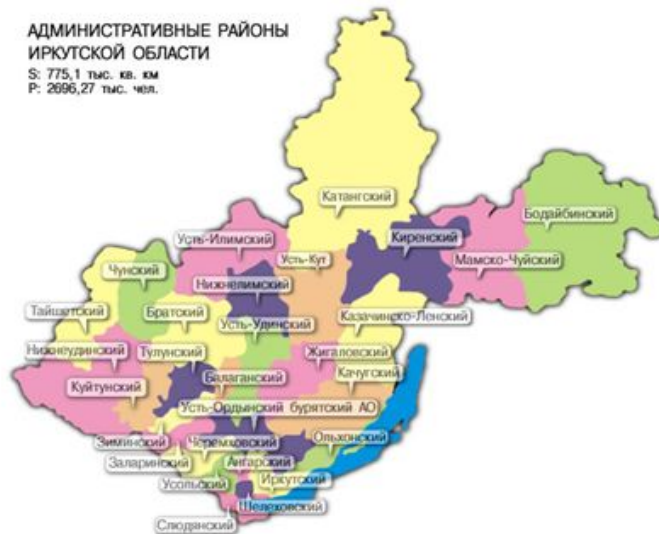 АДМИНИСТРАТИВНЫЕ РАЙОНЫ
ИРКУТСКОЙ ОБЛАСТИ
S: 775,1 тыс. кв. км
P: 2696,27 тыс. чел.
Катангский
Бодайбинский
Усть-Илимский
Киренский
Усть-Кут
Мамско-Чуйский
Чунский
Нижнелимский
Тайшетский
Братский
Казачинско-Ленский
Усть-Удинский
Нижнеудинский
Тулунский
Жигаловский
Балаганский
Качугский
Куйтунский
Усть-Ордынский бурятский АО
Зиминский
Черемховский
Ольхонский
Заларинский
Ангарский
Усольский
Иркутский
Шелеховский
Слюдянский